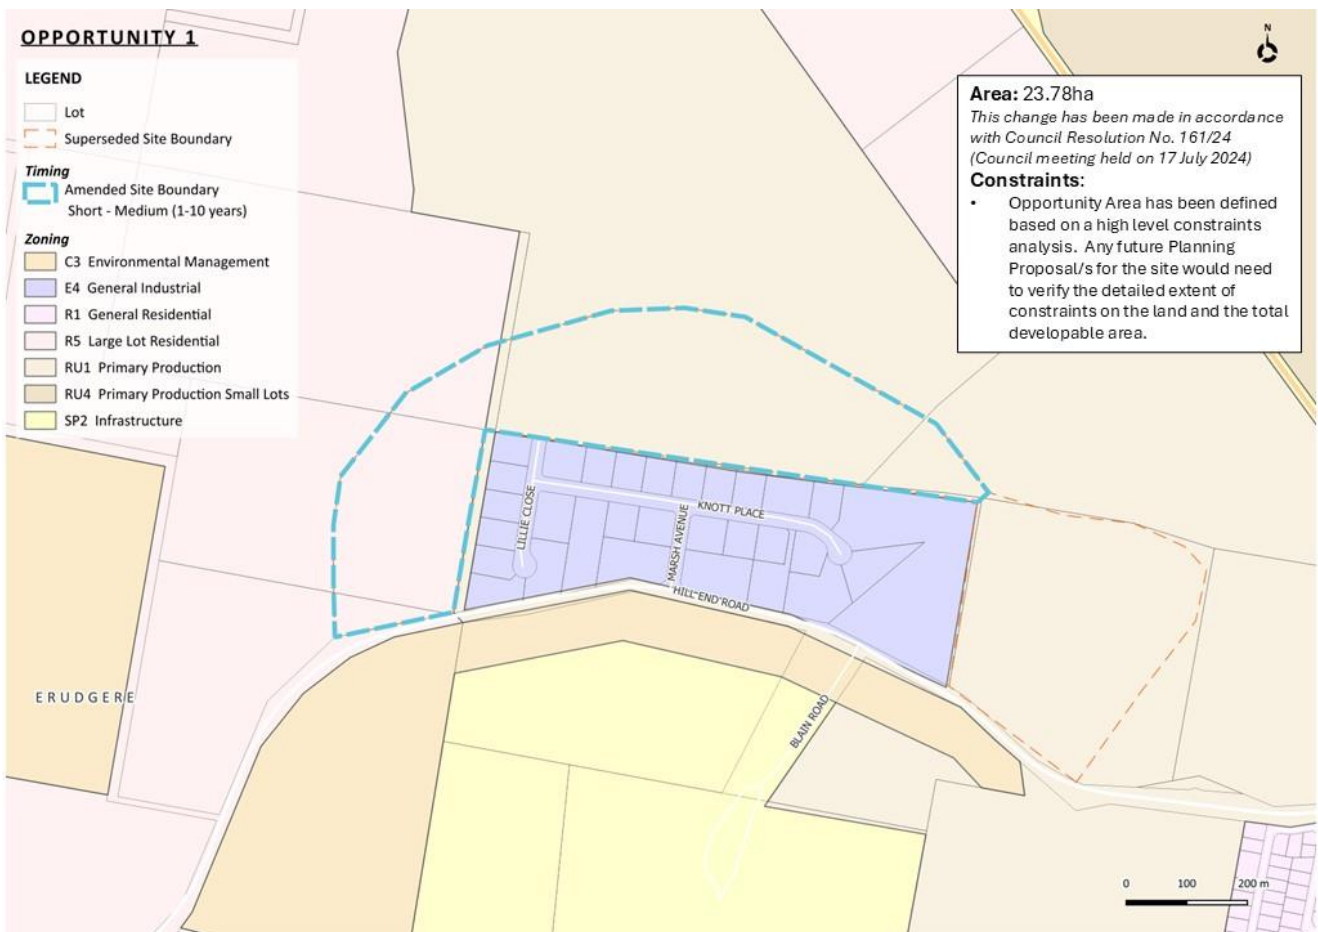 OPPORTUNITY 1
LEGEND
Lot
Superseded Site Boundary
Timing
Amended Site Boundary
Short - Medium (1-10 years)
Zoning
C3 Environmental Management
E4 General Industrial
R1 General Residential
R5 Large Lot Residential
RU1 Primary Production
RU4 Primary Production Small Lots
SP2 Infrastructure
N
Area: 23.78ha
This change has been made in accordance
with Council Resolution No. 161/24
(Council meeting held on 17 July 2024)
Constraints:
• Opportunity Area has been defined
based on a high level constraints
analysis. Any future Planning
Proposal/s for the site would need
to verify the detailed extent of
constraints on the land and the total
developable area.
LILLIE CLOSE
KNOTT PLACE
MARSH AVENUE
HILL END ROAD
BLAIN ROAD
ERUDGERE
0 100 200 m